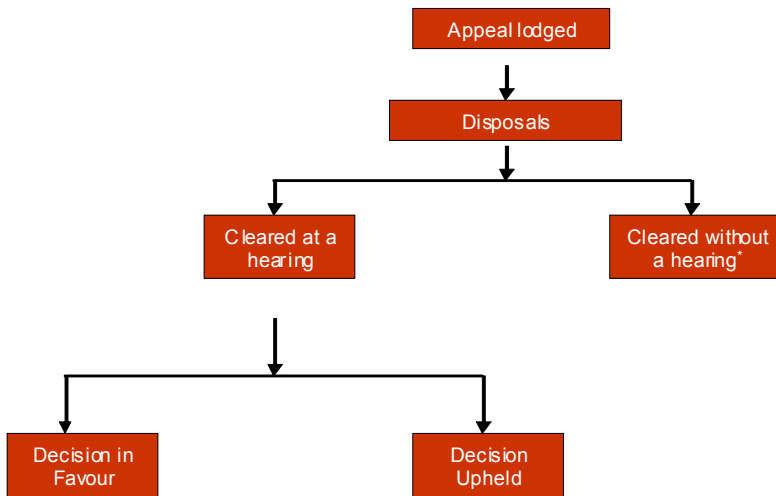 Appeal lodged
Disposals
Cleared at a
hearing
Cleared without
a hearing*
Decision in
Favour
Decision
Upheld